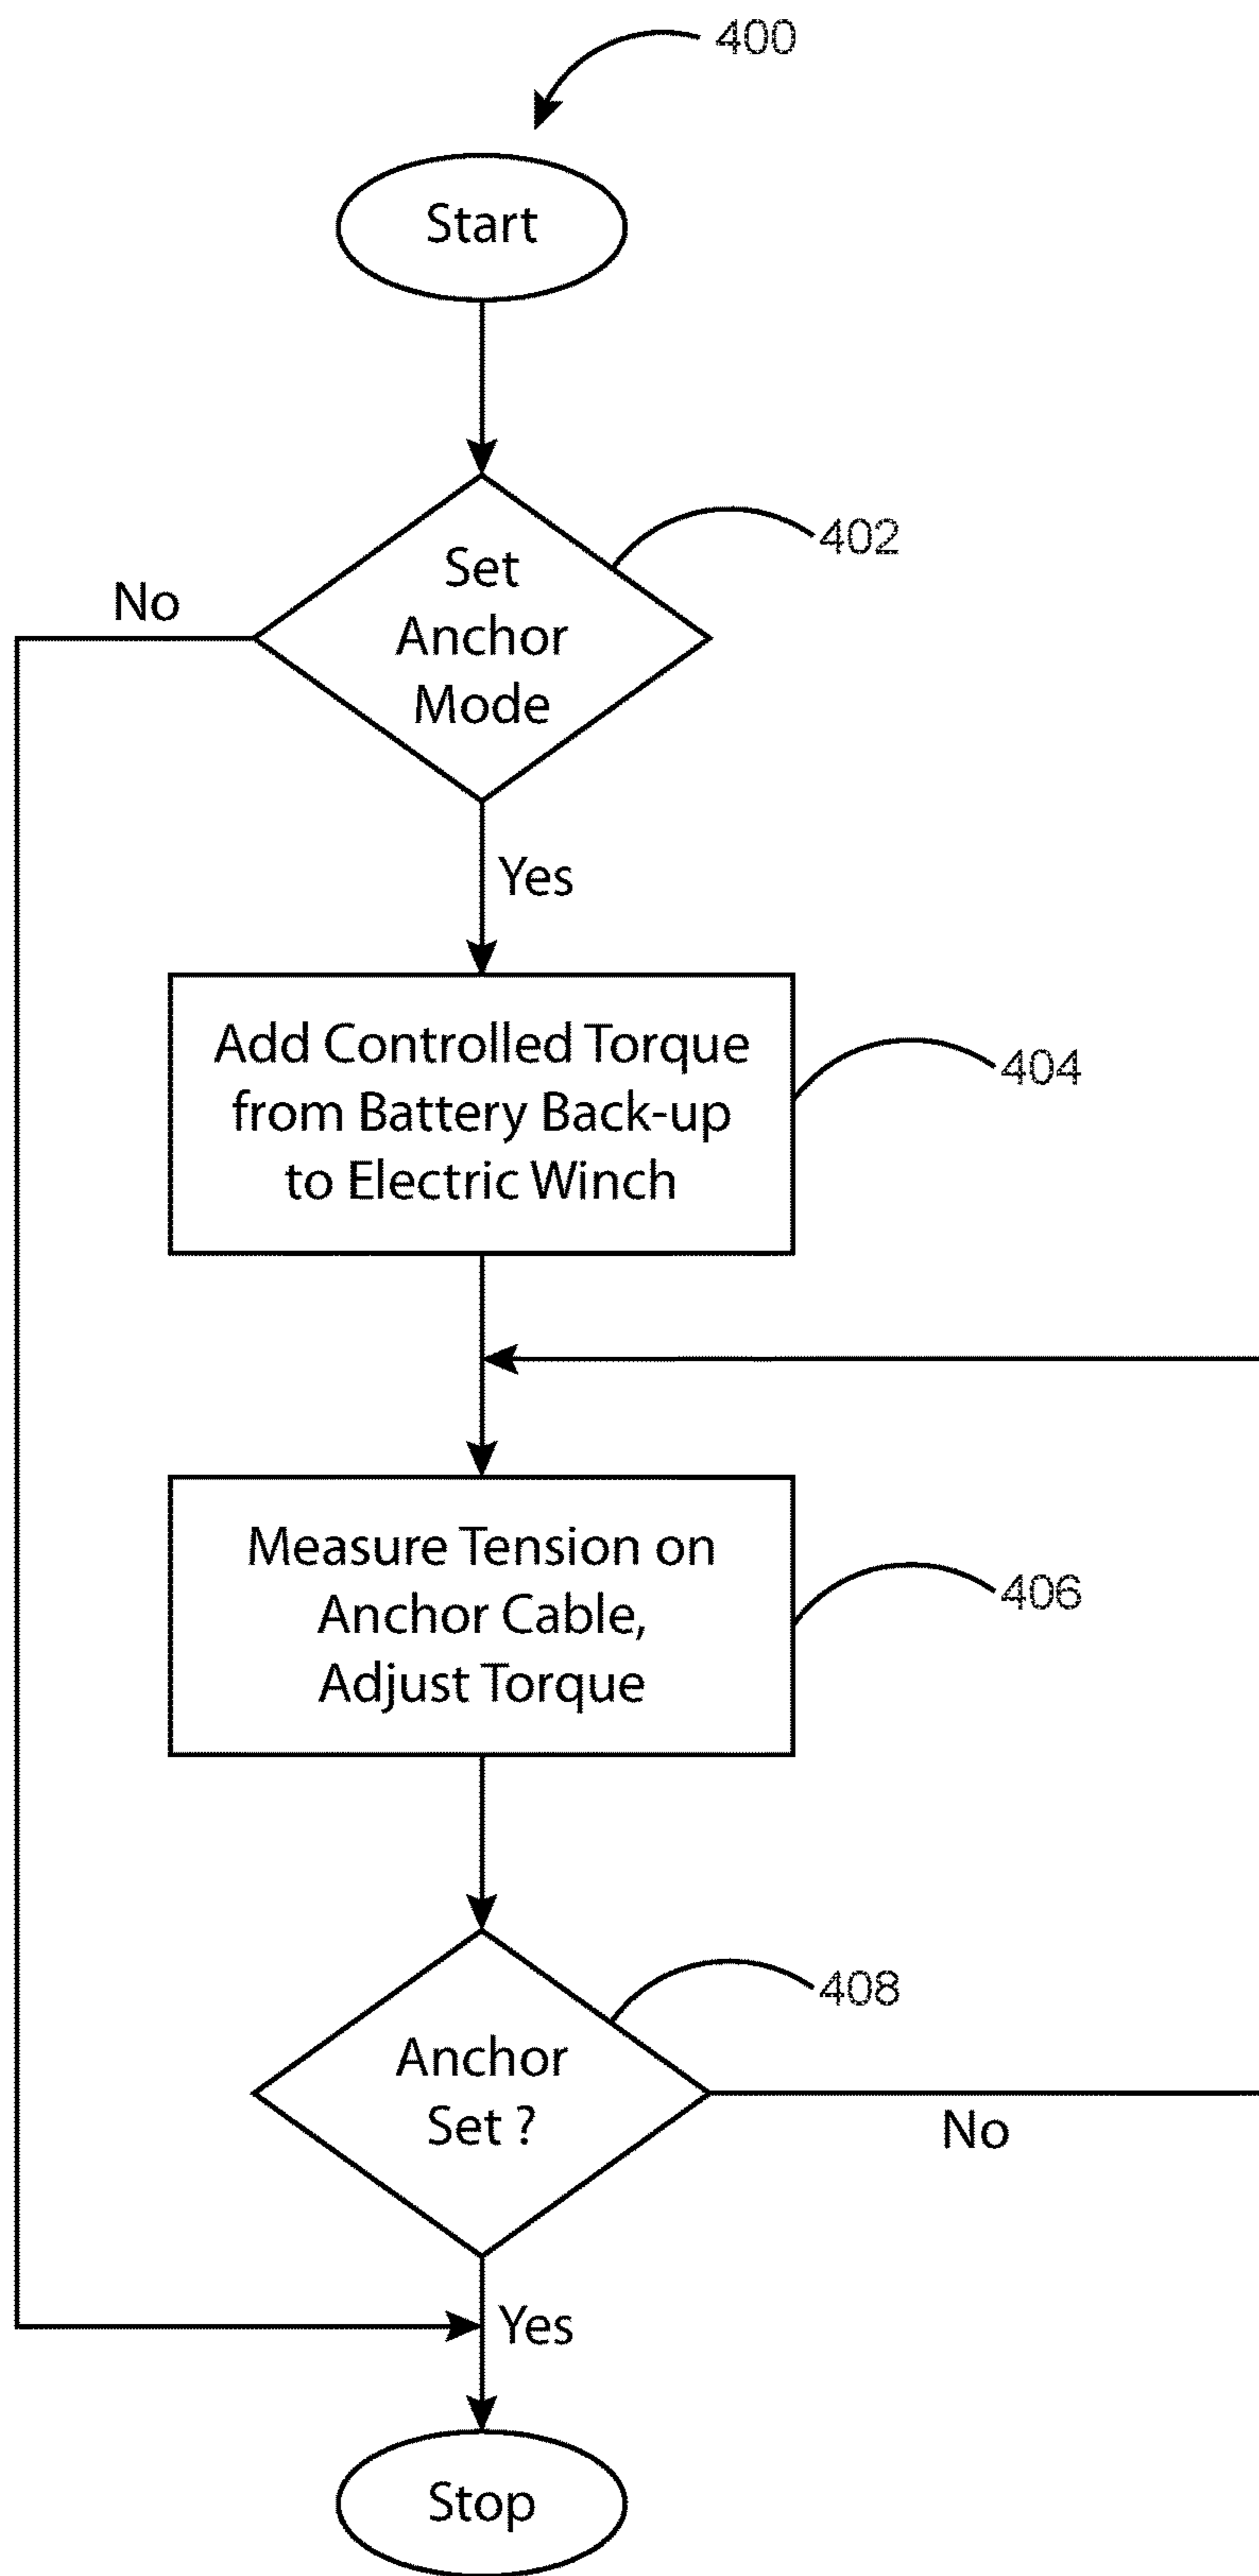 400
Start
402
Set
Anchor
Mode
No
Yes
Add Controlled Torque
from Battery Back-up
to Electric Winch
404
Measure Tension on
Anchor Cable,
Adjust Torque
406
408
Anchor
Set ?
No
Yes
Stop